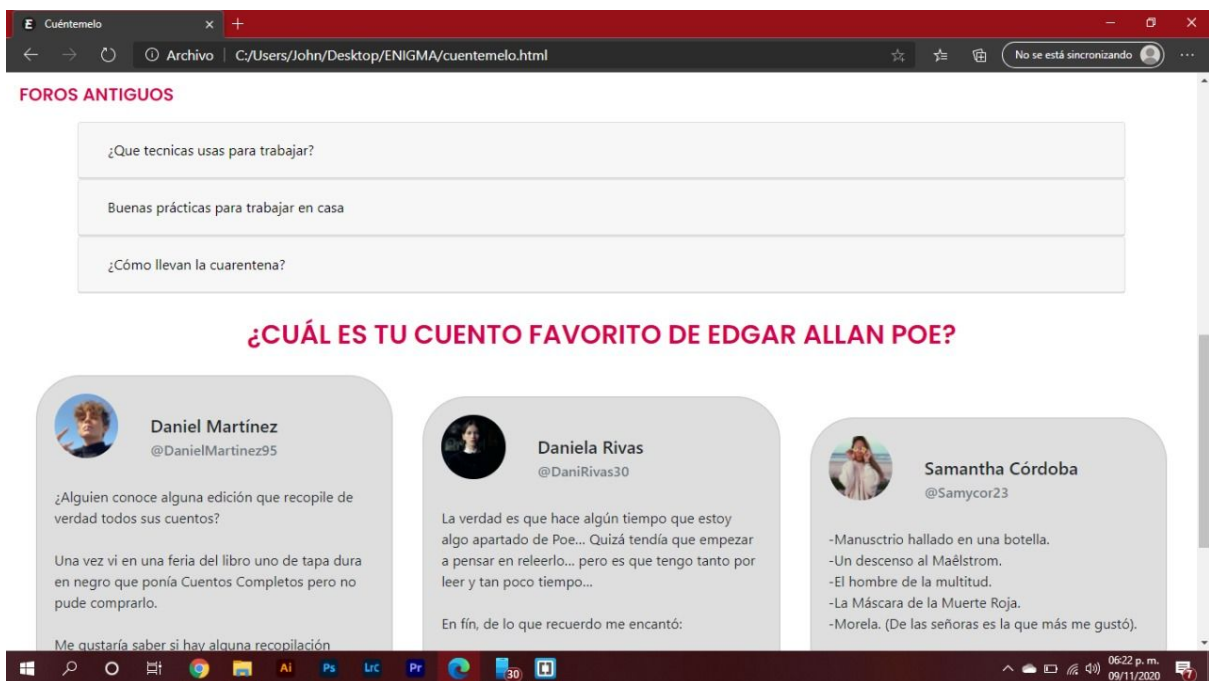 E Cuéntemelo
Archivo | C:/Users/John/Desktop/ENIGMA/cuentemelo.html
No se está sincronizando
FOROS ANTIGUOS
¿Que tecnicas usas para trabajar?
Buenas prácticas para trabajar en casa
¿Cómo llevan la cuarentena?
¿CUÁL ES TU CUENTO FAVORITO DE EDGAR ALLAN POE?
Daniel Martínez
@DanielMartinez95
¿Alguien conoce alguna edición que recopile de
verdad todos sus cuentos?
Una vez vi en una feria del libro uno de tapa dura
en negro que ponía Cuentos Completos pero no
pude comprarlo.
Me gustaría saber si hay alguna recopilación
Daniela Rivas
@DaniRivas30
La verdad es que hace algún tiempo que estoy
algo apartado de Poe... Quizá tendía que empezar
a pensar en releerlo... pero es que tengo tanto por
leer y tan poco tiempo...
En fín, de lo que recuerdo me encantó:
Samantha Córdoba
@Samycor23
-Manusctrio hallado en una botella.
-Un descenso al Maêlstrom.
-El hombre de la multitud.
-La Máscara de la Muerte Roja.
-Morela. (De las señoras es la que más me gustó).
Ai Ps LrC Pr 30
06:22 p. m.
09/11/2020
7